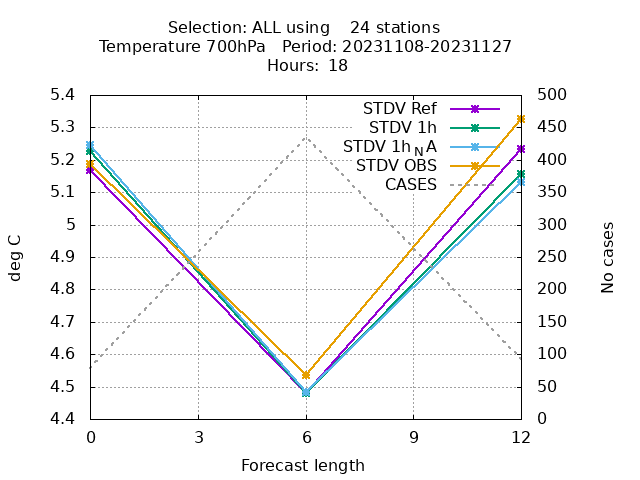 Selection: ALL using    24 stations
Temperature 700hPa   Period: 20231108-20231127
Hours:  18
5.4
5.3
5.2
5.1
5
4.9
4.8
4.7
4.6
4.5
4.4
deg C
500
450
400
350
300
250
200
150
100
50
0
No cases
STDV Ref
STDV 1h
STDV 1h_N A
STDV OBS
CASES
0 3 6 9 12
Forecast length